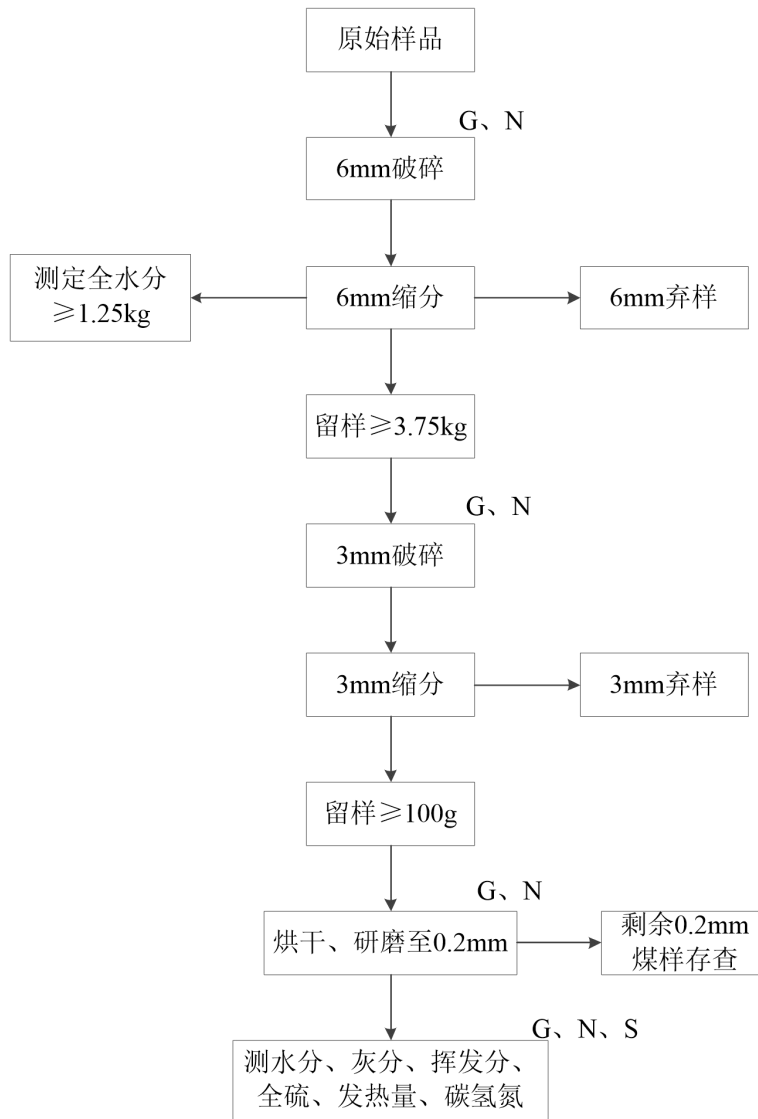 原始样品
G、N
6mm破碎
测定全水分
≥1.25kg
6mm缩分
6mm弃样
留样≥3.75kg
G、N
3mm破碎
3mm缩分
3mm弃样
留样≥100g
G、N
烘干、研磨至0.2mm
剩余0.2mm
煤样存查
G、N、S
测水分、灰分、挥发分、
全硫、发热量、碳氢氮